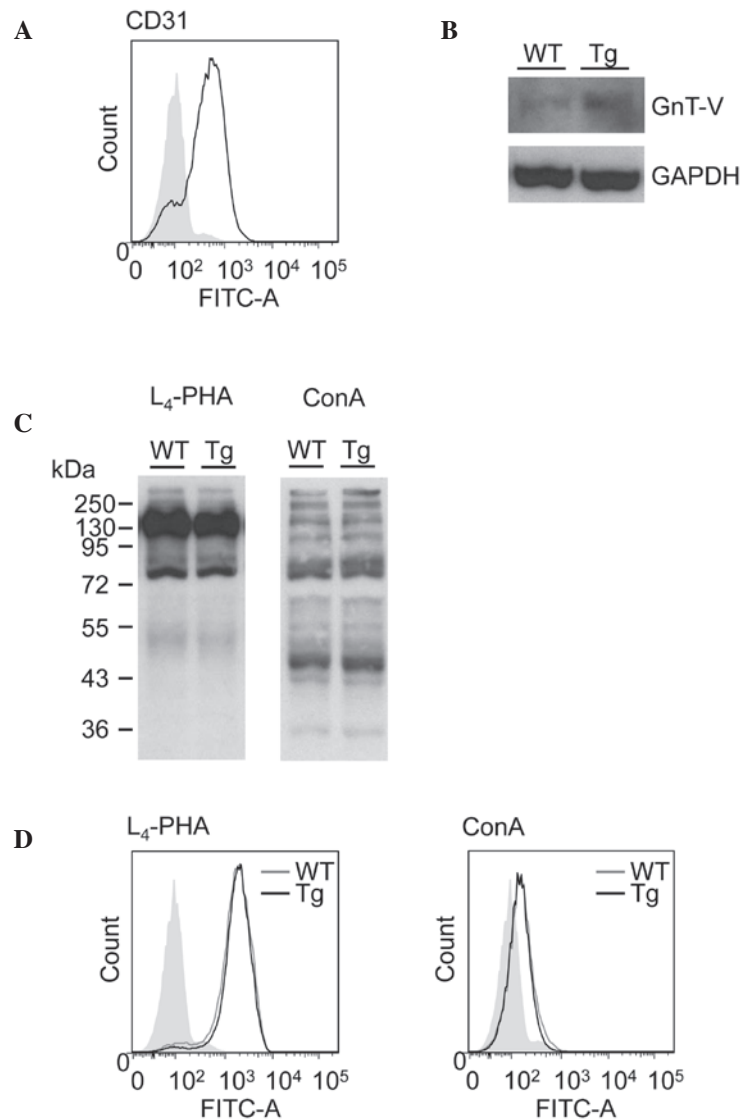 A
CD31
Count
0
0 10² 10³ 10⁴ 10⁵
FITC-A
B
WT Tg
GnT-V
GAPDH
C
L₄-PHA ConA
WT Tg WT Tg
kDa
250
130
95
72
55
43
36
D
L₄-PHA
WT
Tg
Count
0
0 10² 10³ 10⁴ 10⁵
FITC-A
ConA
WT
Tg
Count
0
0 10² 10³ 10⁴ 10⁵
FITC-A